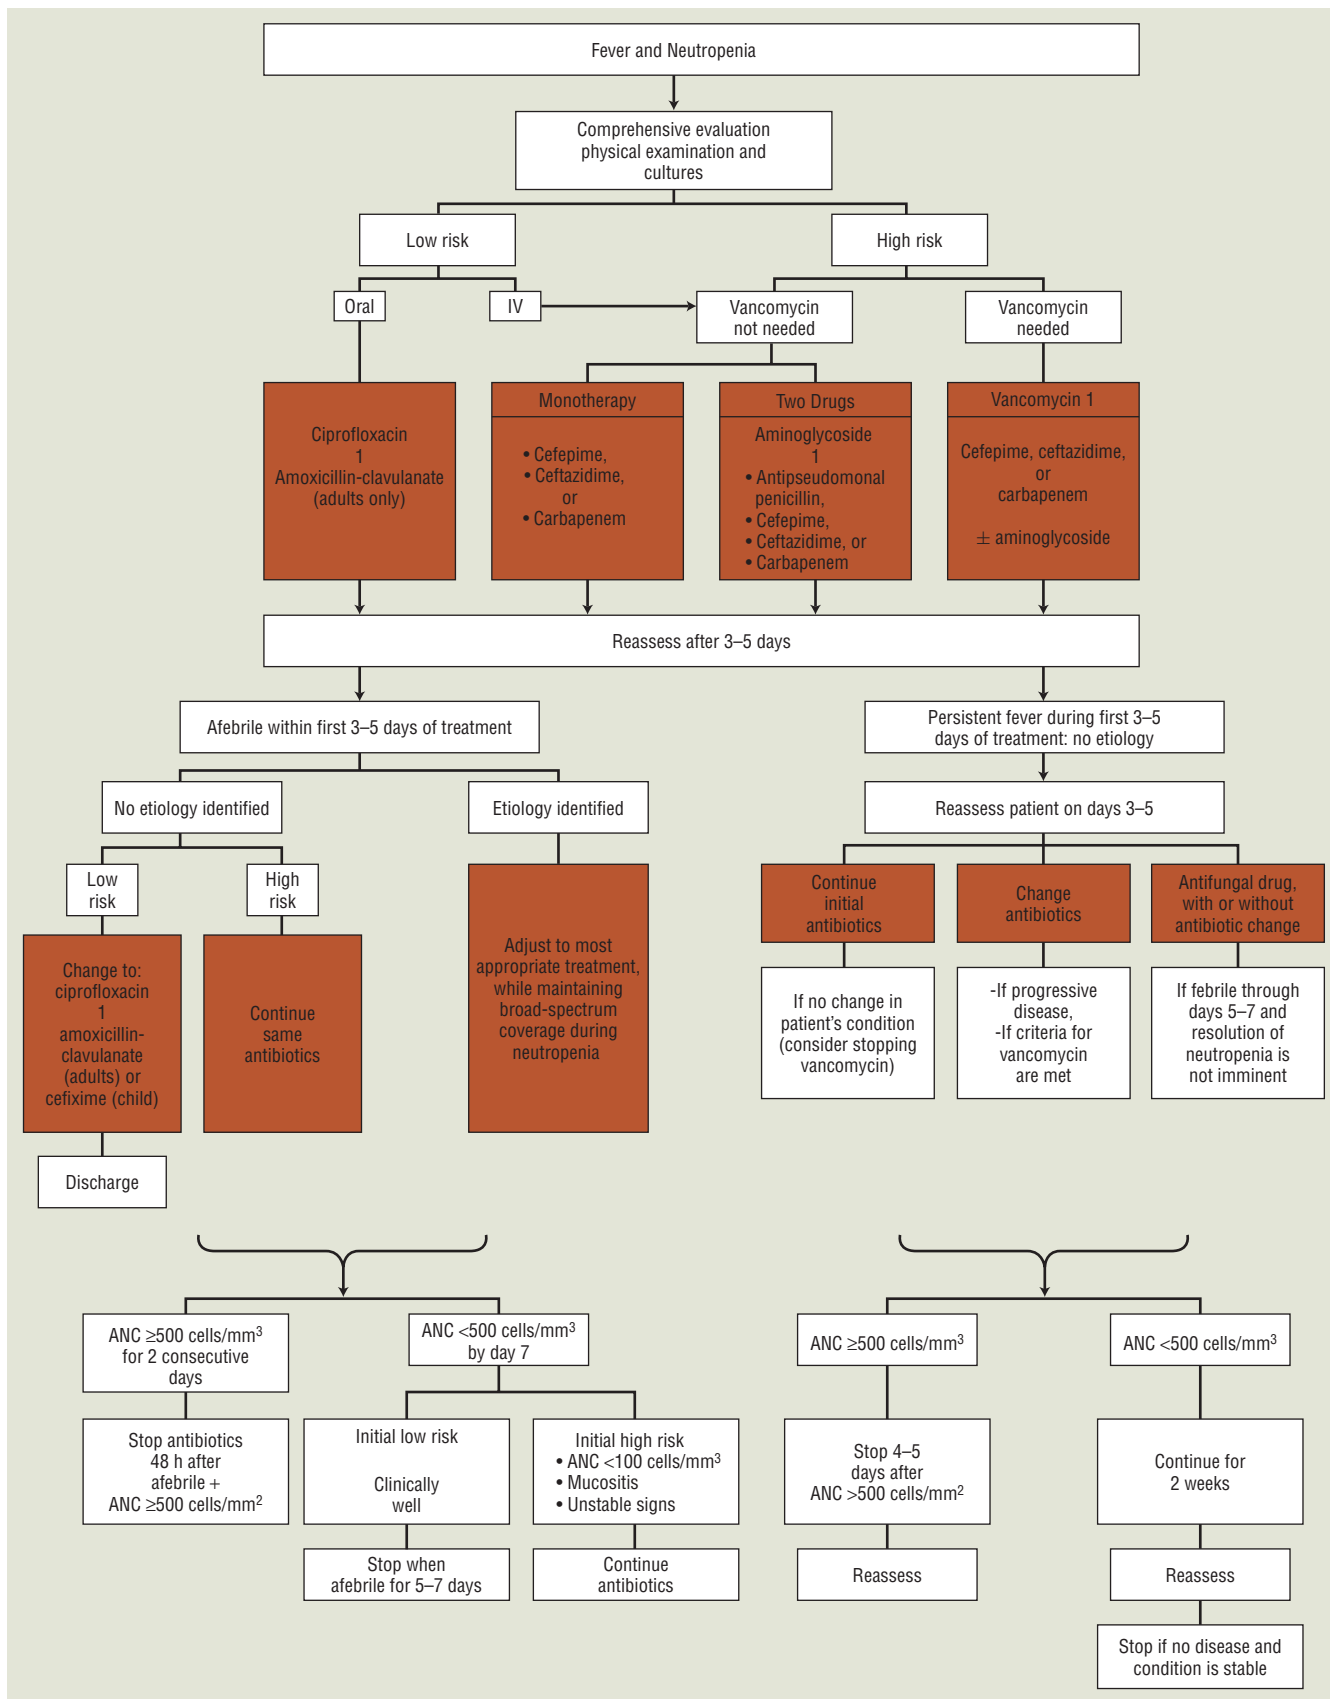 Fever and Neutropenia
Comprehensive evaluation
physical examination and
cultures
Low risk
High risk
Oral
IV
Vancomycin
not needed
Vancomycin
needed
Ciprofloxacin
1
Amoxicillin-clavulanate
(adults only)
Monotherapy
• Cefepime,
• Ceftazidime,
or
• Carbapenem
Two Drugs
Aminoglycoside
1
• Antipseudomonal
penicillin,
• Cefepime,
• Ceftazidime, or
• Carbapenem
Vancomycin 1
Cefepime, ceftazidime,
or
carbapenem
± aminoglycoside
Reassess after 3–5 days
Afebrile within first 3–5 days of treatment
Persistent fever during first 3–5
days of treatment: no etiology
No etiology identified
Etiology identified
Reassess patient on days 3–5
Low
risk
High
risk
Change to:
ciprofloxacin
1
amoxicillin-
clavulanate
(adults) or
cefixime (child)
Continue
same
antibiotics
Adjust to most
appropriate treatment,
while maintaining
broad-spectrum
coverage during
neutropenia
Continue
initial
antibiotics
Change
antibiotics
Antifungal drug,
with or without
antibiotic change
If no change in
patient's condition
(consider stopping
vancomycin)
-If progressive
disease,
-If criteria for
vancomycin
are met
If febrile through
days 5–7 and
resolution of
neutropenia is
not imminent
Discharge
ANC ≥500 cells/mm³
for 2 consecutive
days
ANC <500 cells/mm³
by day 7
ANC ≥500 cells/mm³
ANC <500 cells/mm³
Stop antibiotics
48 h after
afebrile +
ANC ≥500 cells/mm²
Initial low risk
Clinically
well
Initial high risk
• ANC <100 cells/mm³
• Mucositis
• Unstable signs
Stop 4–5
days after
ANC >500 cells/mm²
Continue for
2 weeks
Stop when
afebrile for 5–7 days
Continue
antibiotics
Reassess
Reassess
Stop if no disease and
condition is stable